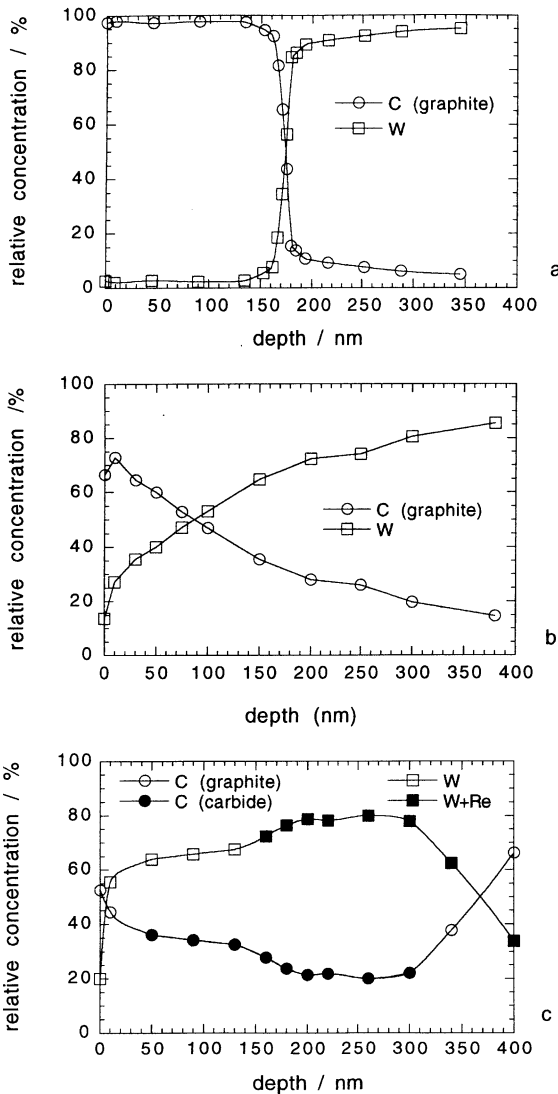 relative concentration / %
100
80
60
40
20
0
C (graphite)
W
0 50 100 150 200 250 300 350 400
depth / nm
a
relative concentration /%
100
80
60
40
20
0
C (graphite)
W
0 50 100 150 200 250 300 350 400
depth (nm)
b
relative concentration / %
100
80
60
40
20
0
C (graphite) W
C (carbide) W+Re
0 50 100 150 200 250 300 350 400
depth / nm
c